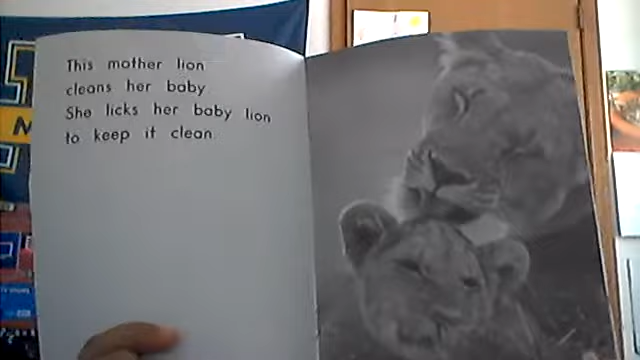 This mother lion
cleans her baby
She licks her baby lion
to keep it clean.